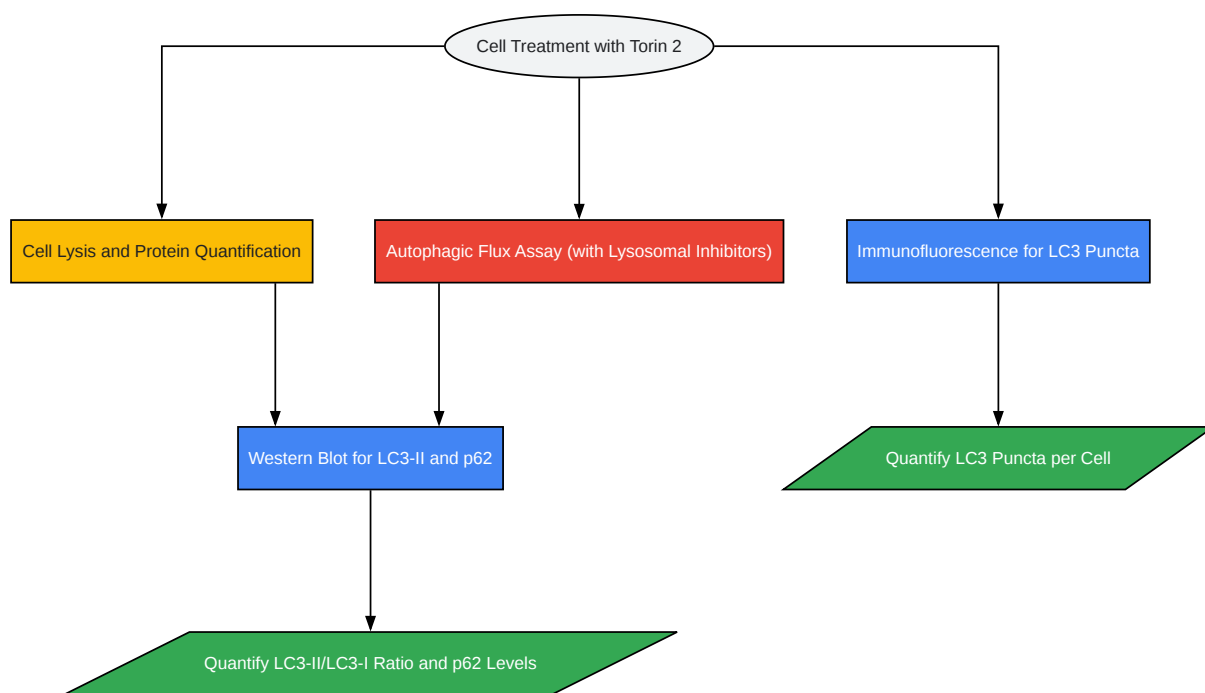 Cell Treatment with Torin 2
Cell Lysis and Protein Quantification
Autophagic Flux Assay (with Lysosomal Inhibitors)
Immunofluorescence for LC3 Puncta
Western Blot for LC3-II and p62
Quantify LC3 Puncta per Cell
Quantify LC3-II/LC3-I Ratio and p62 Levels